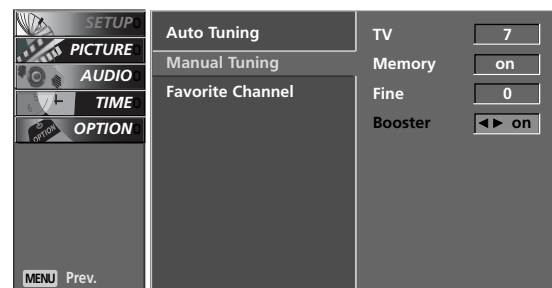 SETUP
PICTURE
AUDIO
TIME
OPTION
OPTION
MENU Prev.
Auto Tuning
Manual Tuning
Favorite Channel
TV 7
Memory on
Fine 0
Booster ◄► on